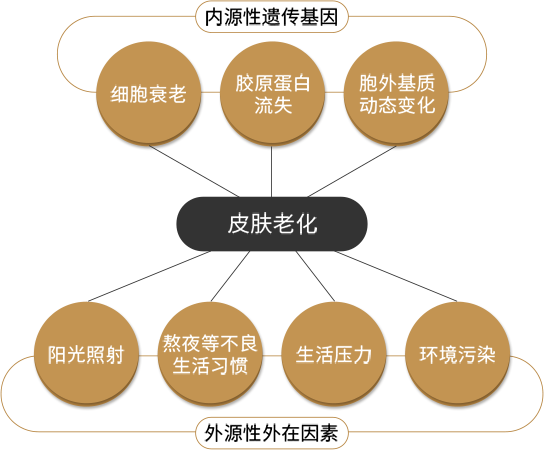 内源性遗传基因
细胞衰老
胶原蛋白
流失
胞外基质
动态变化
皮肤老化
阳光照射
熬夜等不良
生活习惯
生活压力
环境污染
外源性外在因素